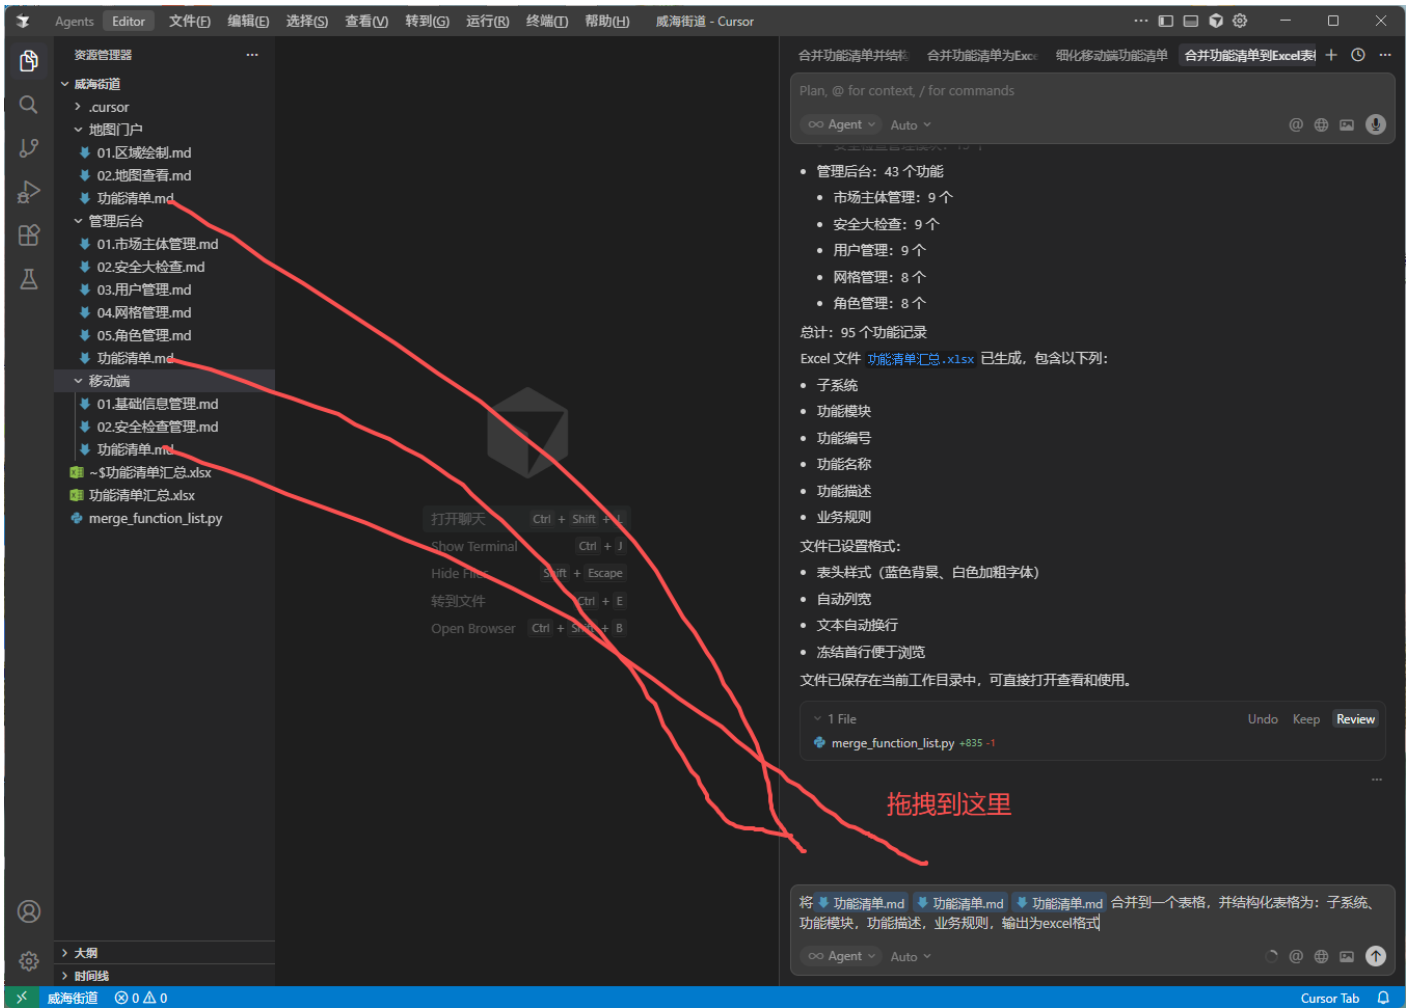 Agents Editor 文件(F) 编辑(E) 选择(S) 查看(V) 转到(G) 运行(R) 终端(T) 帮助(H) 威海街道 - Cursor
资源管理器
威海街道
.cursor
地图门户
01.区域绘制.md
02.地图查看.md
功能清单.md
管理后台
01.市场主体管理.md
02.安全大检查.md
03.用户管理.md
04.网格管理.md
05.角色管理.md
功能清单.md
移动端
01.基础信息管理.md
02.安全检查管理.md
功能清单.md
~$功能清单汇总.xlsx
功能清单汇总.xlsx
merge_function_list.py
大纲
时间线
打开聊天 Ctrl + Shift + L
Show Terminal Ctrl + J
Hide Files Shift + Escape
转到文件 Ctrl + E
Open Browser Ctrl + Shift + B
合并功能清单并结构 合并功能清单为Exce 细化移动端功能清单 合并功能清单到Excel表格
Plan, @ for context, / for commands
Agent Auto
管理后台：43 个功能
市场主体管理：9 个
安全大检查：9 个
用户管理：9 个
网格管理：8 个
角色管理：8 个
总计：95 个功能记录
Excel 文件 功能清单汇总.xlsx 已生成，包含以下列：
子系统
功能模块
功能编号
功能名称
功能描述
业务规则
文件已设置格式：
表头样式（蓝色背景、白色加粗字体）
自动列宽
文本自动换行
冻结首行便于浏览
文件已保存在当前工作目录中，可直接打开查看和使用。
1 File Undo Keep Review
merge_function_list.py +835 -1
拖拽到这里
将 功能清单.md 功能清单.md 功能清单.md 合并到一个表格，并结构化表格为：子系统、
功能模块，功能描述，业务规则，输出为excel格式
Agent Auto
威海街道 0 0 Cursor Tab